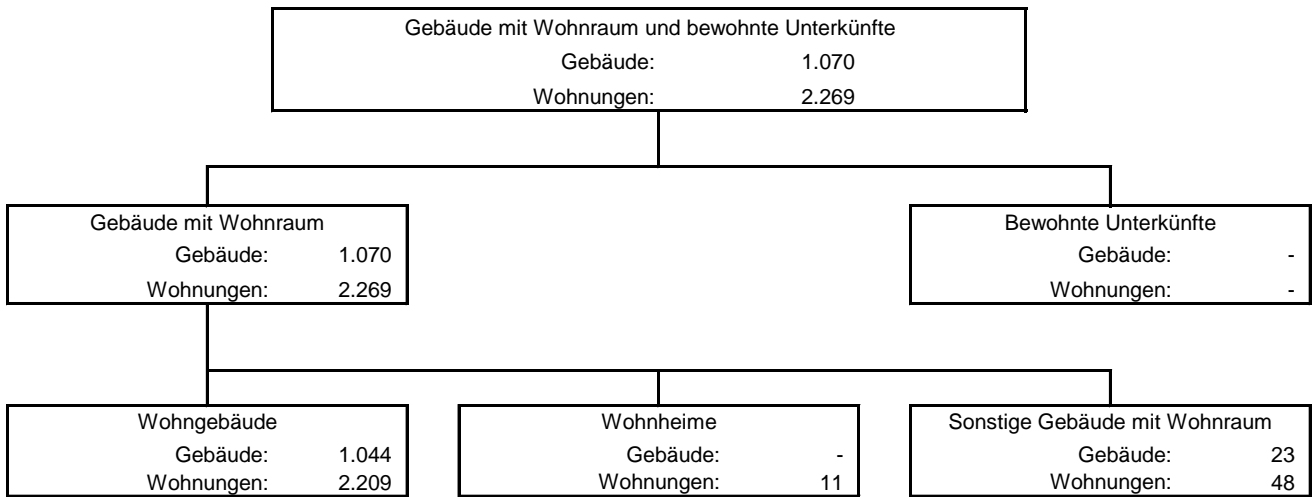 Gebäude mit Wohnraum und bewohnte Unterkünfte
Gebäude: 1.070
Wohnungen: 2.269
Gebäude mit Wohnraum
Gebäude: 1.070
Wohnungen: 2.269
Bewohnte Unterkünfte
Gebäude: -
Wohnungen: -
Wohngebäude
Gebäude: 1.044
Wohnungen: 2.209
Wohnheime
Gebäude: -
Wohnungen: 11
Sonstige Gebäude mit Wohnraum
Gebäude: 23
Wohnungen: 48